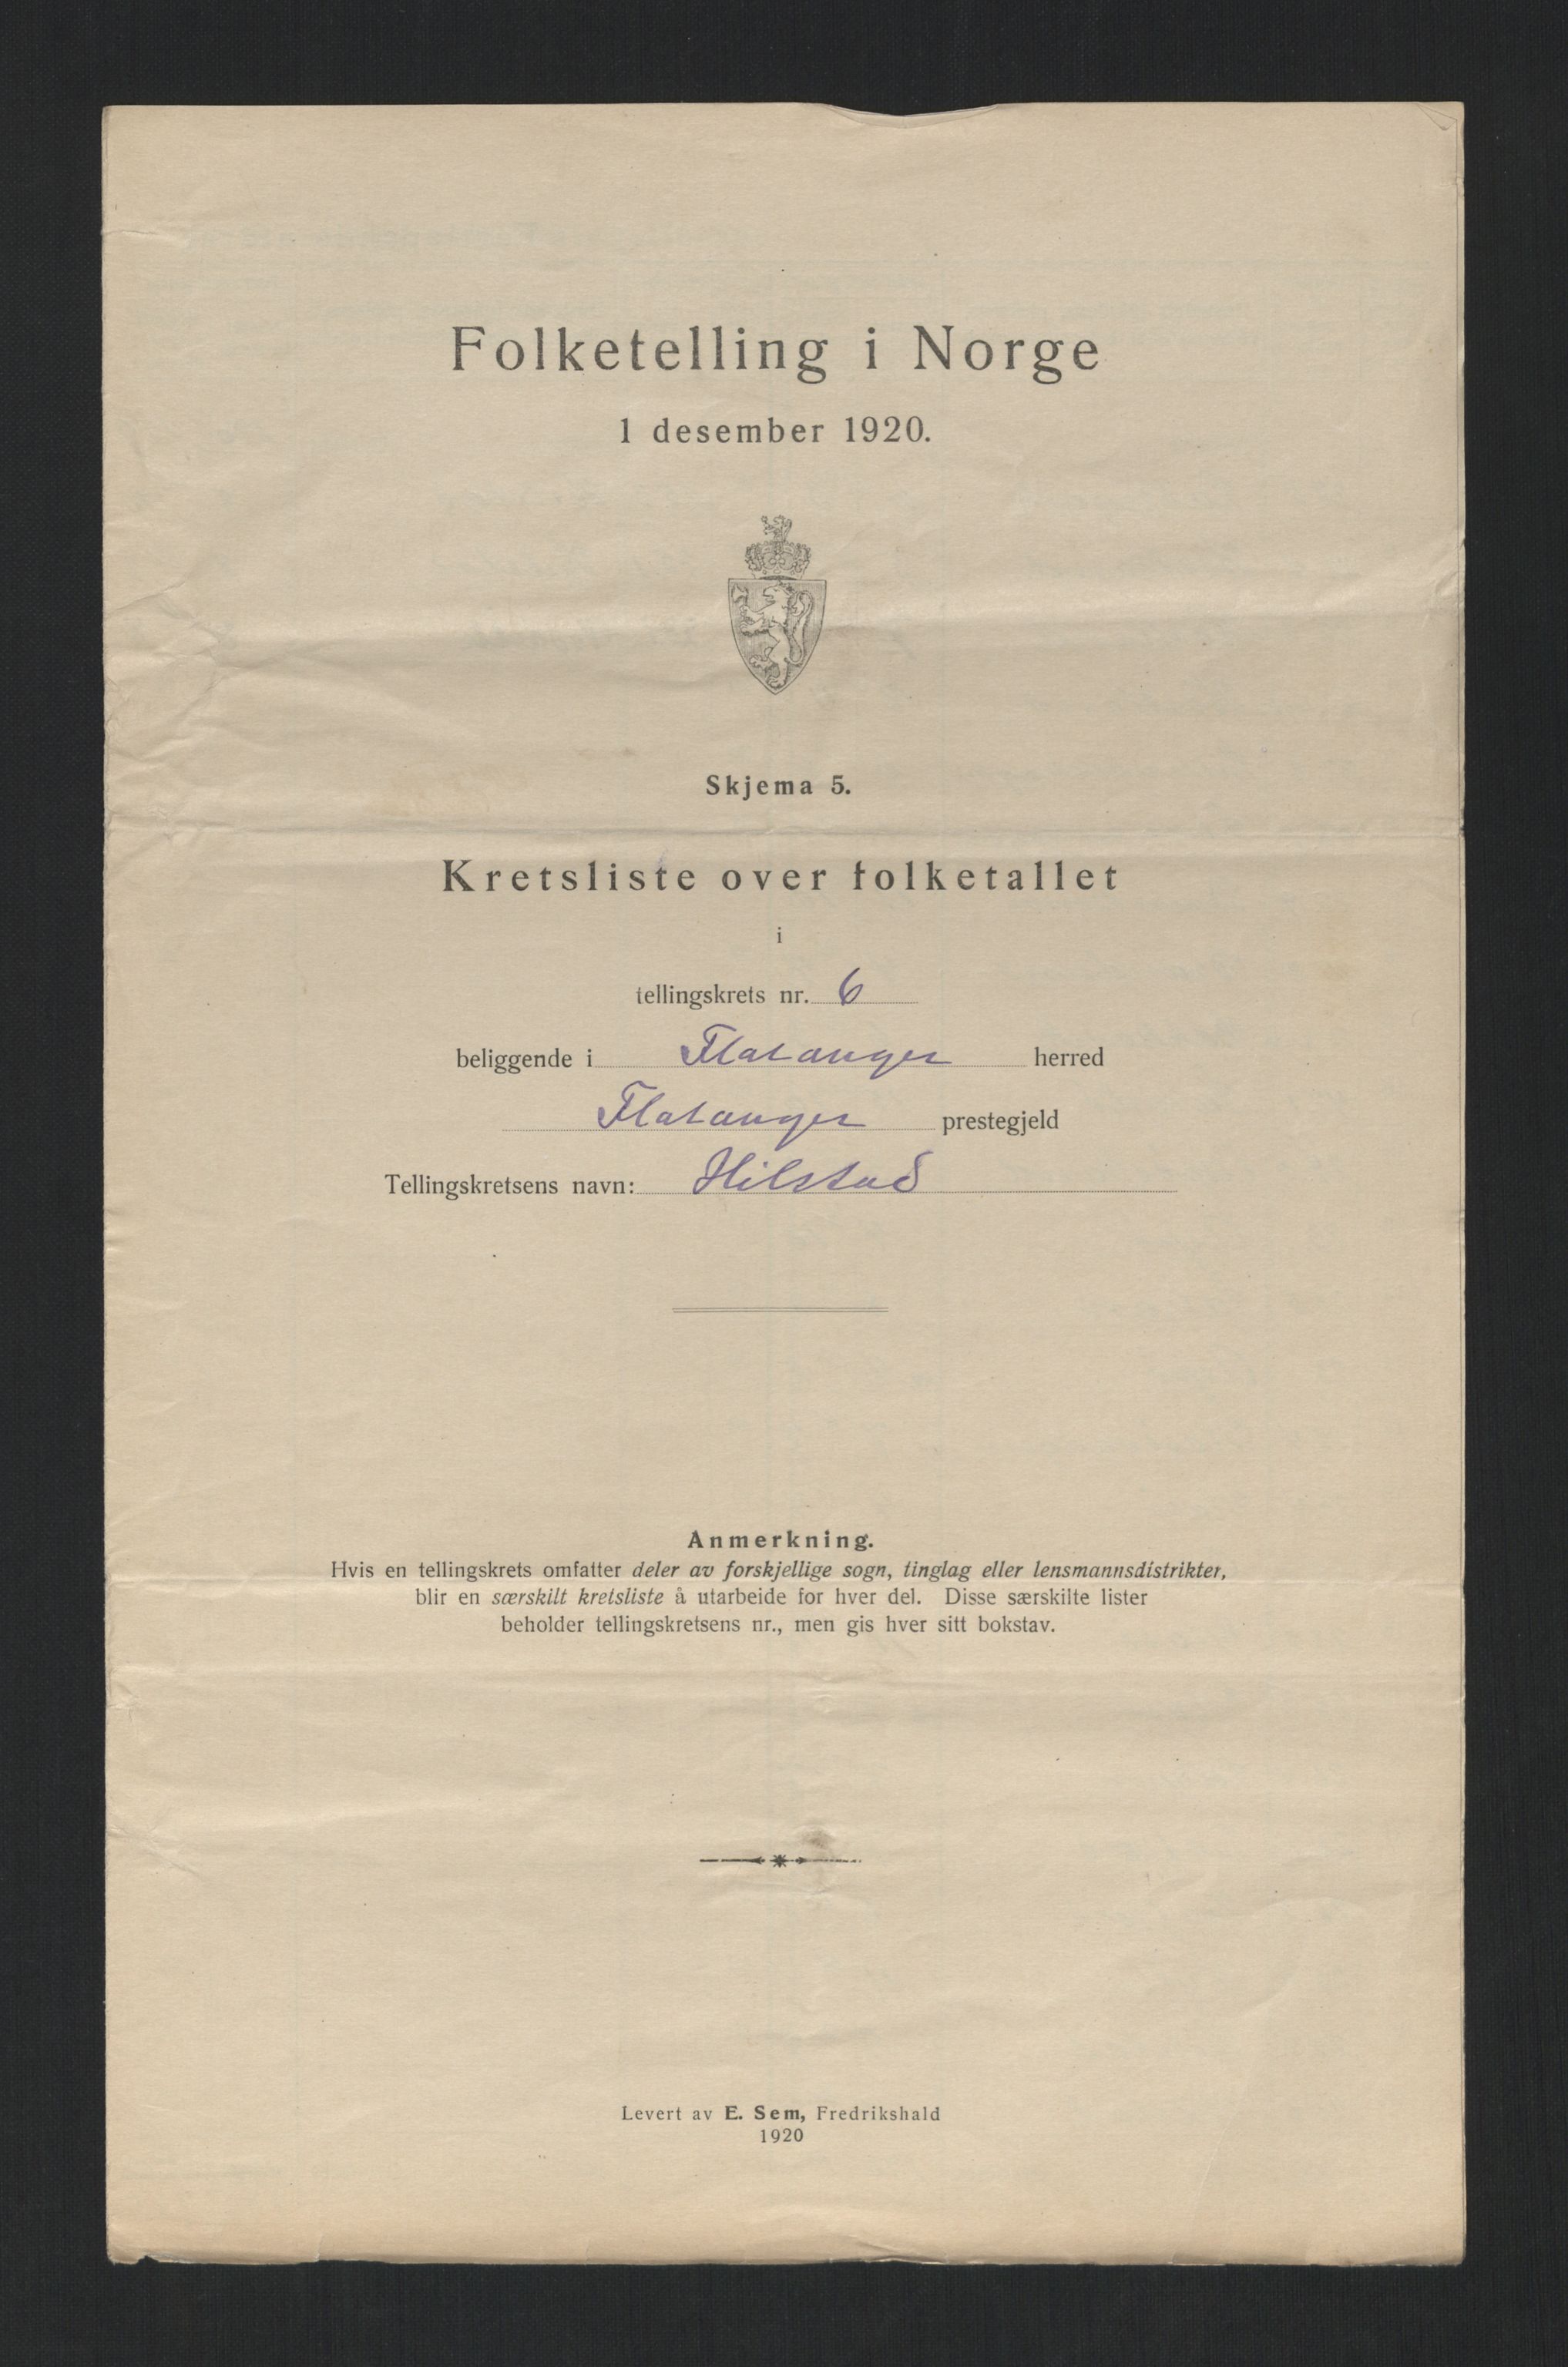 Folketelling i Norge
1 desember 1920.
Skjema 5.
Kretsliste over folketallet
i
tellingskrets nr. 6
beliggende i Flatanger herred
Flatanger prestegjeld
Tellingskretsens navn: Hilstad
Anmerkning.
Hvis en tellingskrets omfatter deler av forskjellige sogn, tinglag eller lensmannsdistrikter,
blir en særskilt kretsliste å utarbeide for hver del. Disse særskilte lister
beholder tellingskretsens nr., men gis hver sitt bokstav.
Levert av E. Sem, Fredrikshald
1920